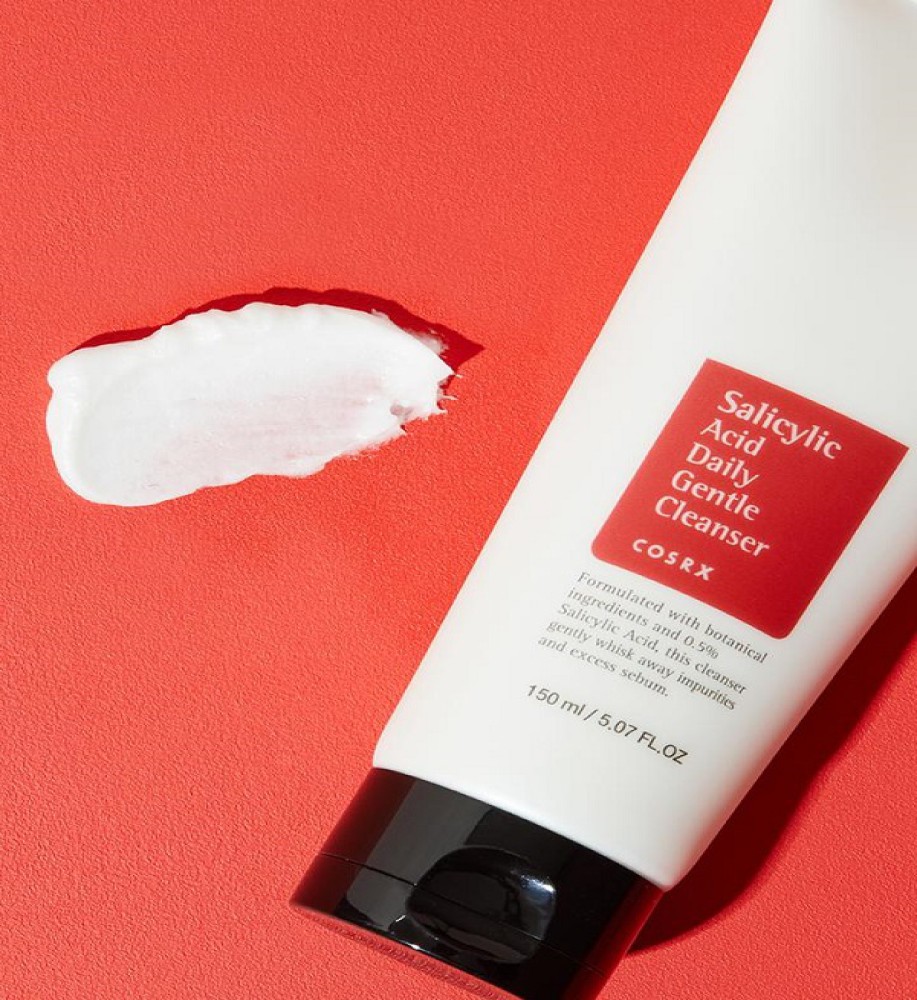 Salicylic
Acid
Daily
Gentle
Cleanser
COSRX
Formulated with botanical
ingredients and 0.5%
Salicylic Acid, this cleanser
gently whisk away impurities
and excess sebum.
150 ml / 5.07 FL.OZ